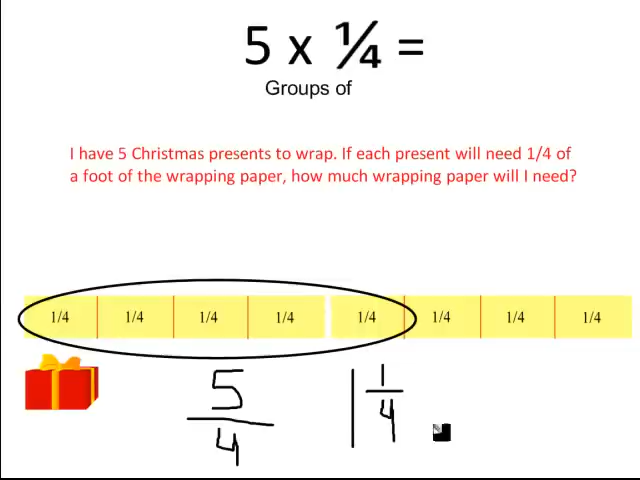 5 x ¼ =
Groups of
I have 5 Christmas presents to wrap. If each present will need 1/4 of
a foot of the wrapping paper, how much wrapping paper will I need?
1/4 1/4 1/4 1/4 1/4 1/4 1/4 1/4
5/4 1 1/4